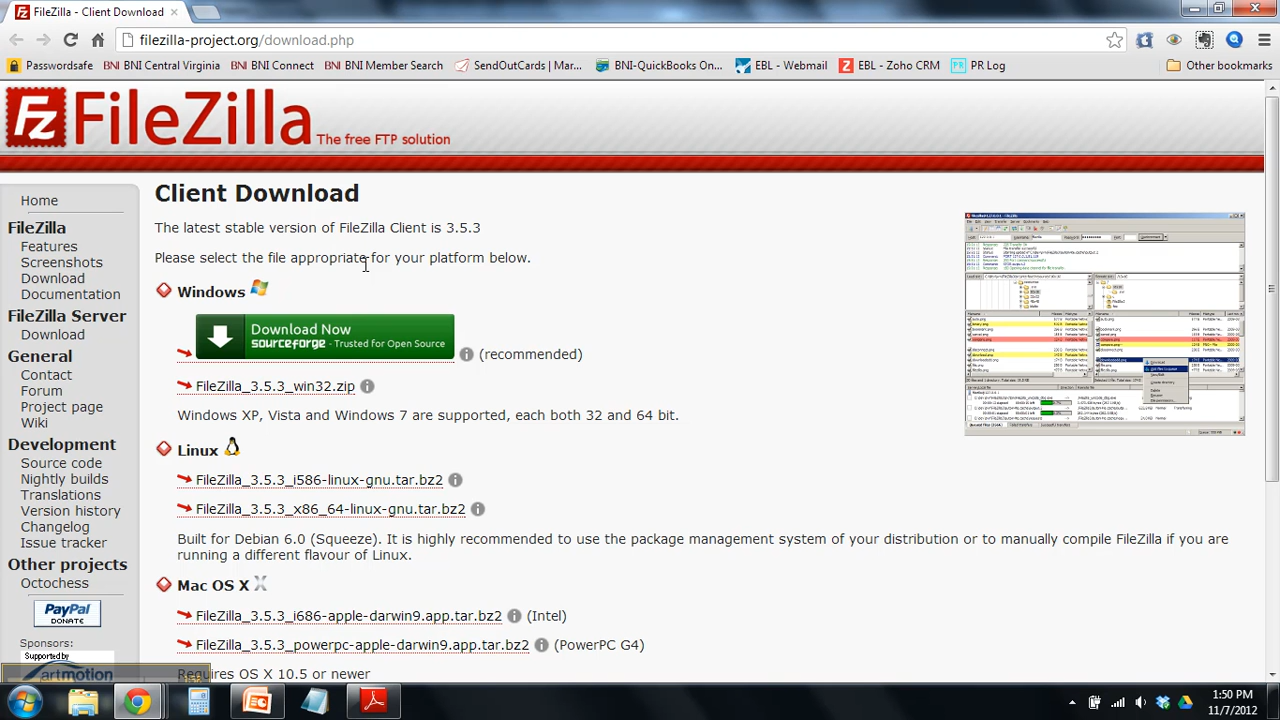 FileZilla - Client Download
filezilla-project.org/download.php
Passwordsafe
BNI BNI Central Virginia
BNI BNI Connect
BNI BNI Member Search
SendOutCards | Mar...
BNI-QuickBooks On...
EBL - Webmail
Z EBL - Zoho CRM
PR PR Log
Other bookmarks
Fz FileZilla The free FTP solution
Client Download
The latest stable version of FileZilla Client is 3.5.3
Please select the link for your platform below.
Windows
Download Now
sourceforge - Trusted for Open Source
i (recommended)
FileZilla_3.5.3_win32.zip i
Windows XP, Vista and Windows 7 are supported, each both 32 and 64 bit.
Linux
FileZilla_3.5.3_i586-linux-gnu.tar.bz2 i
FileZilla_3.5.3_x86_64-linux-gnu.tar.bz2 i
Built for Debian 6.0 (Squeeze). It is highly recommended to use the package management system of your distribution or to manually compile FileZilla if you are
running a different flavour of Linux.
Mac OS X
FileZilla_3.5.3_i686-apple-darwin9.app.tar.bz2 i (Intel)
FileZilla_3.5.3_powerpc-apple-darwin9.app.tar.bz2 i (PowerPC G4)
Requires OS X 10.5 or newer
Home
FileZilla
Features
Screenshots
Download
Documentation
FileZilla Server
Download
General
Contact
Forum
Project page
Wiki
Development
Source code
Nightly builds
Translations
Version history
Changelog
Issue tracker
Other projects
Octochess
PayPal
DONATE
Sponsors:
Supported by
artmotion
1:50 PM
11/7/2012